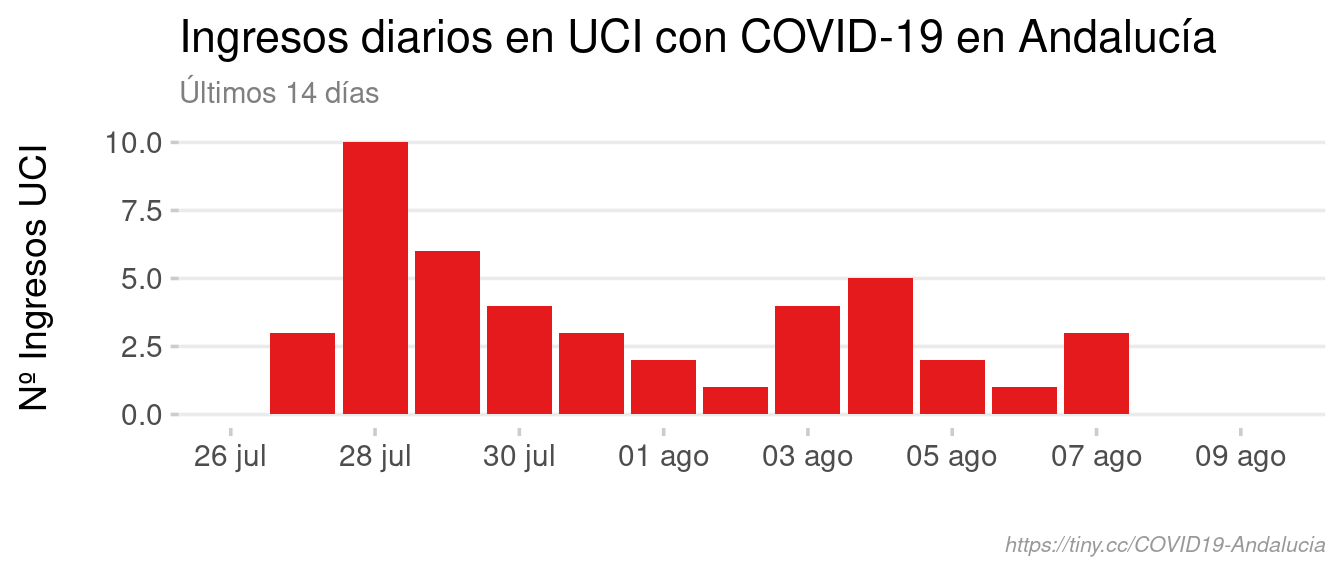 Ingresos diarios en UCI con COVID-19 en Andalucía
Últimos 14 días
Nº Ingresos UCI
10.0
7.5
5.0
2.5
0.0
26 jul 28 jul 30 jul 01 ago 03 ago 05 ago 07 ago 09 ago
https://tiny.cc/COVID19-Andalucia